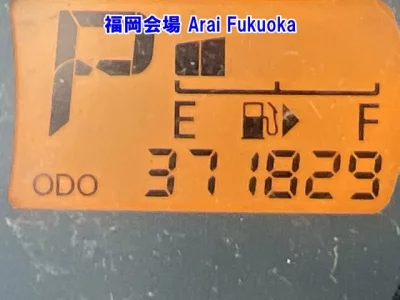 福岡会場 Arai Fukuoka
P
E F
ODO 371829